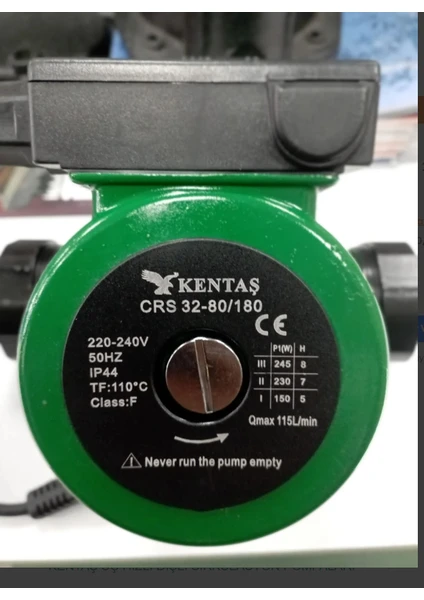 KENTAŞ
CRS 32-80/180
CE
220-240V
50HZ
IP44
TF:110°C
Class:F
P1(W) H
III 245 8
II 230 7
I 150 5
Qmax 115L/min
Never run the pump empty